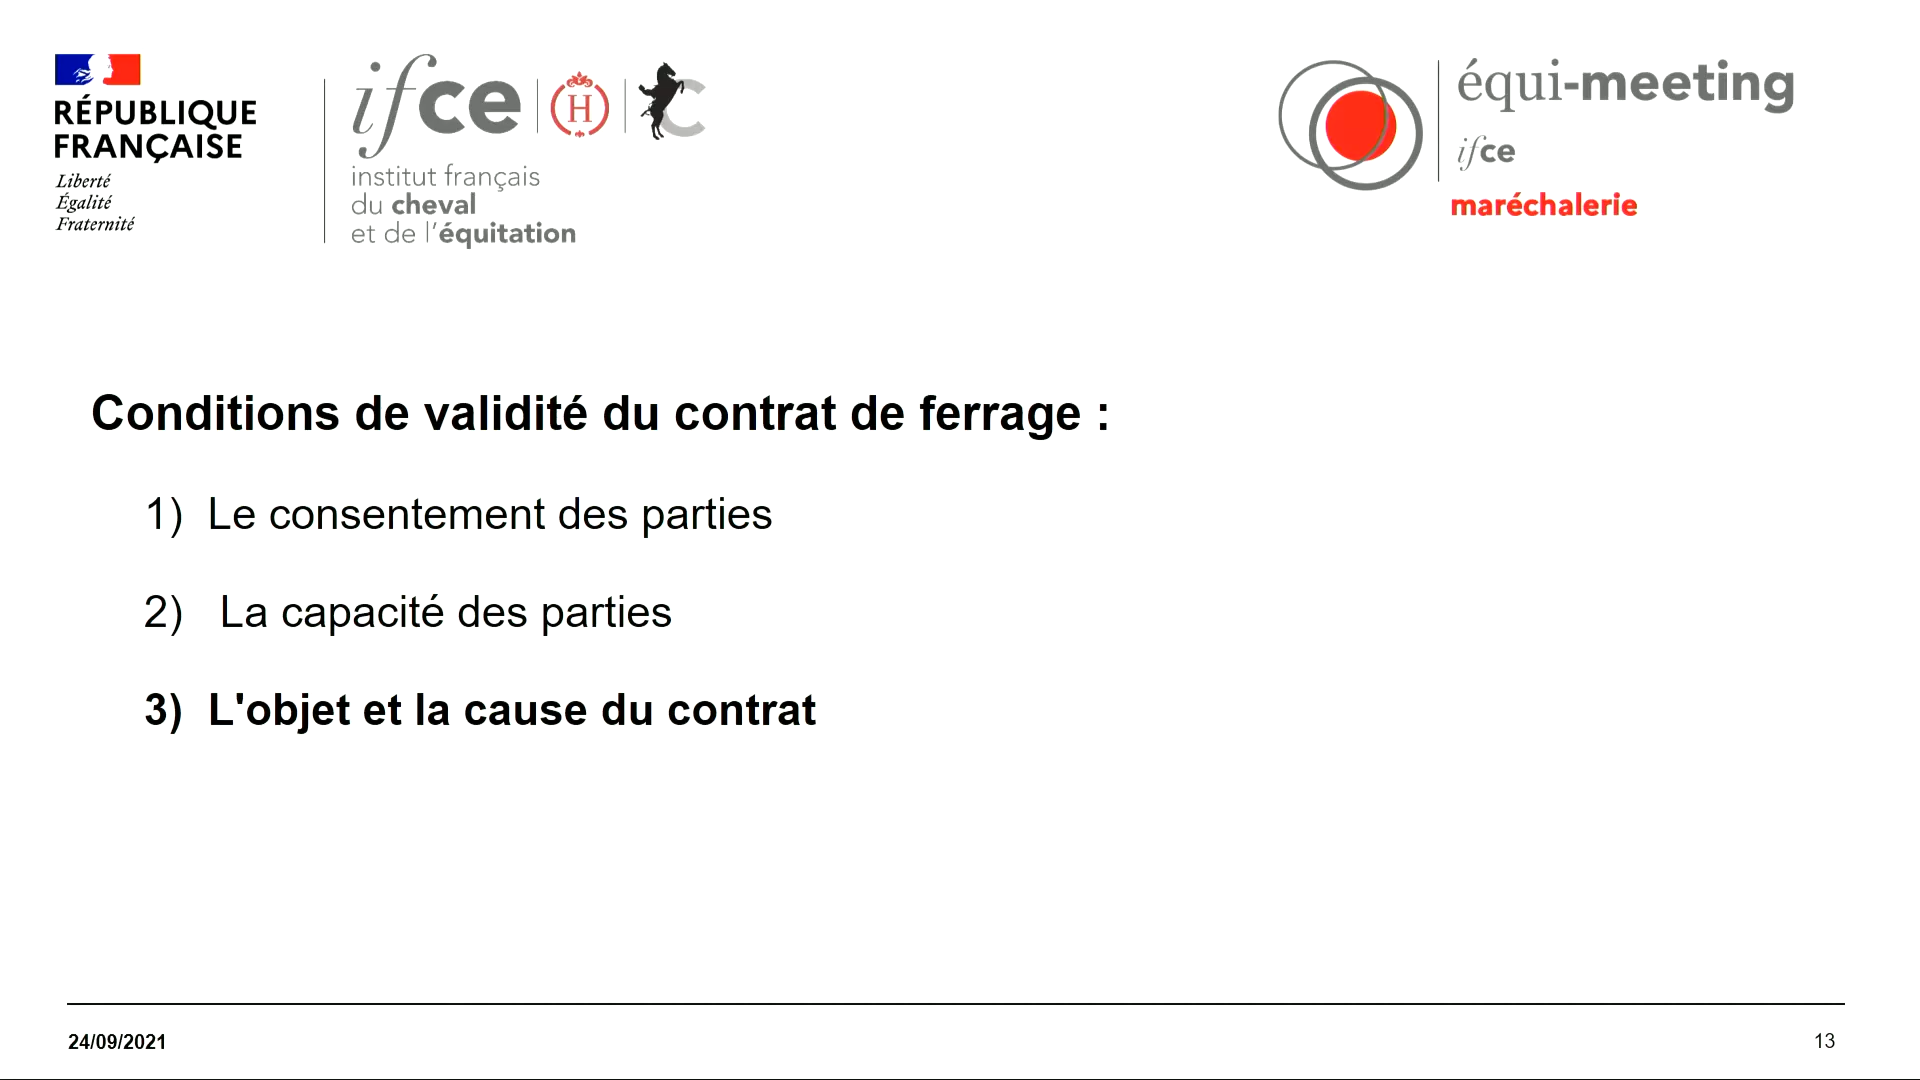 RÉPUBLIQUE
FRANÇAISE
Liberté
Égalité
Fraternité
ifce
H
C
institut français
du cheval
et de l'équitation
équi-meeting
ifce
maréchalerie
Conditions de validité du contrat de ferrage :
1) Le consentement des parties
2) La capacité des parties
3) L'objet et la cause du contrat
24/09/2021
13